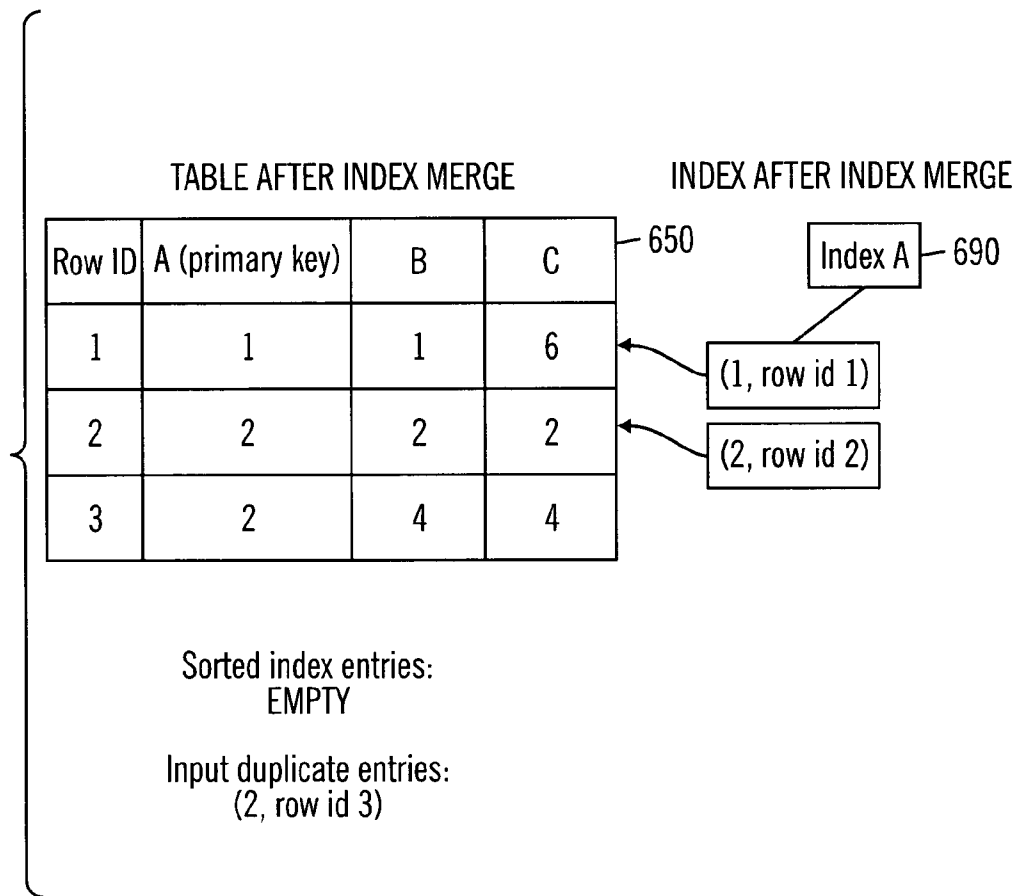 TABLE AFTER INDEX MERGE
INDEX AFTER INDEX MERGE
Row ID A (primary key) B C
650
Index A
690
1 1 1 6
(1, row id 1)
2 2 2 2
(2, row id 2)
3 2 4 4
Sorted index entries:
EMPTY
Input duplicate entries:
(2, row id 3)